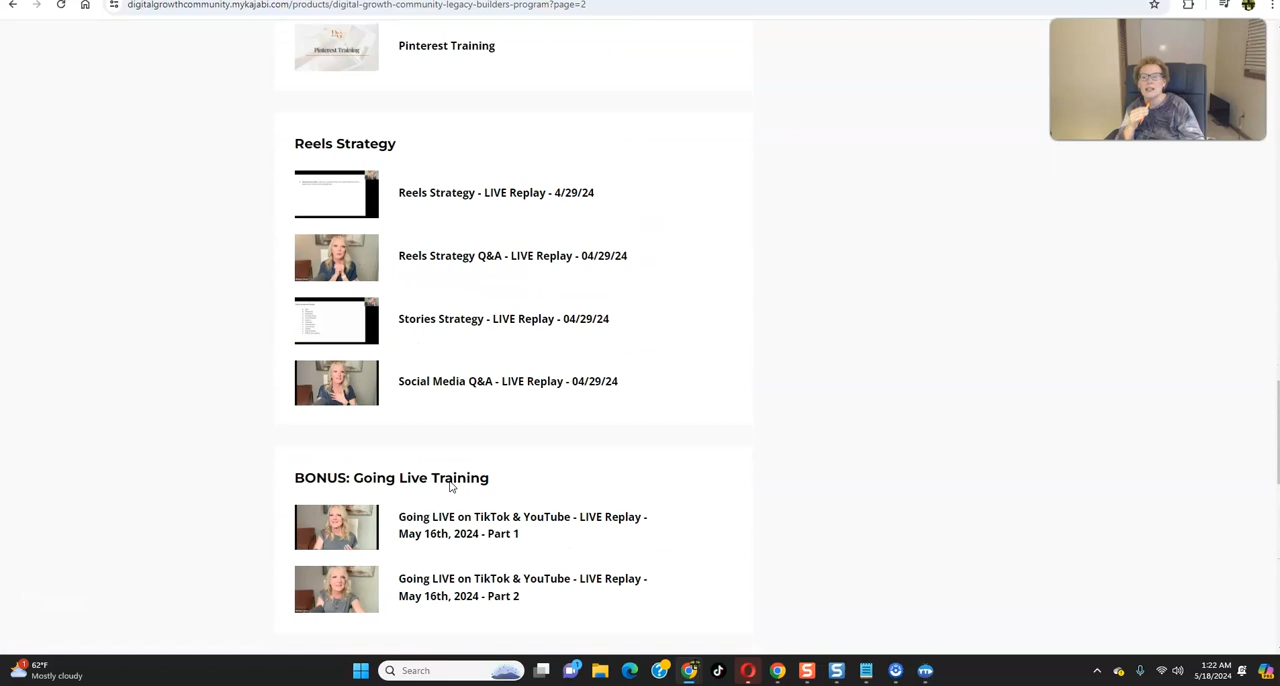 digitalgrowthcommunity.mykajabi.com/products/digital-growth-community-legacy-builders-program?page=2
Pinterest Training
Pinterest Training
Reels Strategy
Reels Strategy - LIVE Replay - 4/29/24
Reels Strategy Q&A - LIVE Replay - 04/29/24
Stories Strategy - LIVE Replay - 04/29/24
Social Media Q&A - LIVE Replay - 04/29/24
BONUS: Going Live Training
Going LIVE on TikTok & YouTube - LIVE Replay -
May 16th, 2024 - Part 1
Going LIVE on TikTok & YouTube - LIVE Replay -
May 16th, 2024 - Part 2
1
62°F
Mostly cloudy
Search
1
1:22 AM
5/18/2024